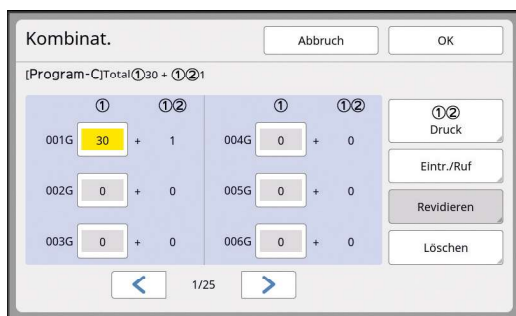 Kombinat.
Abbruch
OK
[Program-C]Total①30 + ①②1
① ①② ① ①②
001G 30 + 1 004G 0 + 0
002G 0 + 0 005G 0 + 0
003G 0 + 0 006G 0 + 0
1/25
①②
Druck
Eintr./Ruf
Revidieren
Löschen